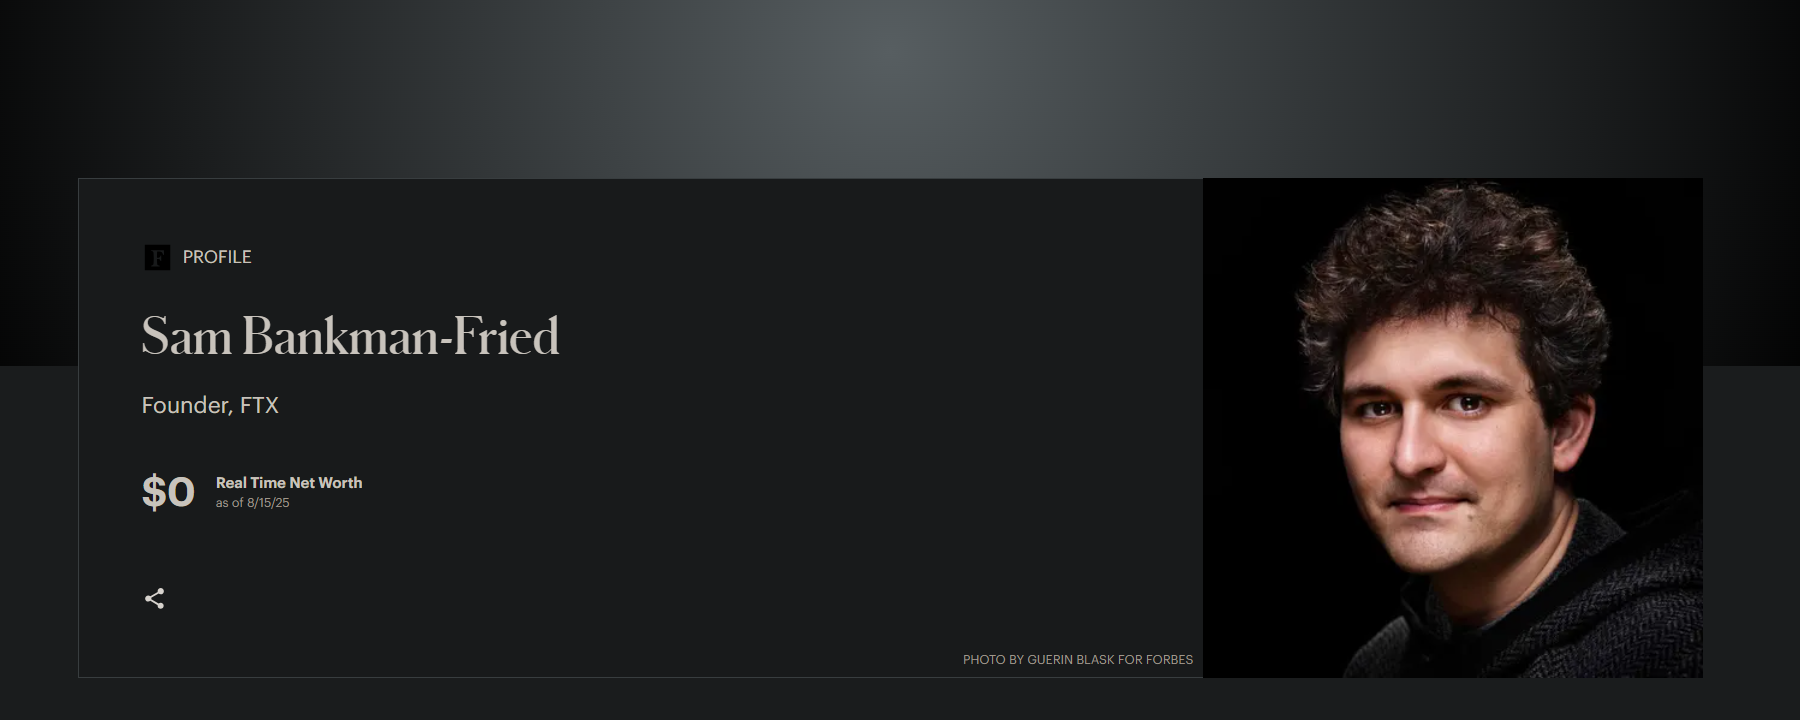 F PROFILE
Sam Bankman-Fried
Founder, FTX
$0 Real Time Net Worth
as of 8/15/25
PHOTO BY GUERIN BLASK FOR FORBES